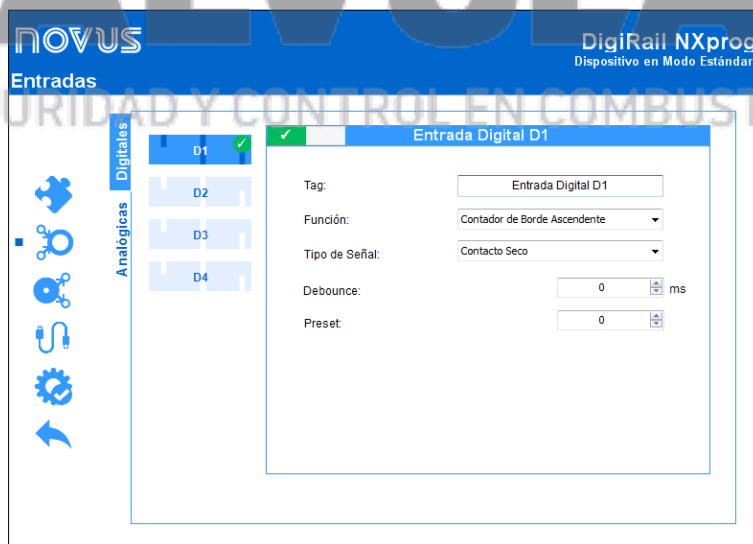 novus
DigiRail NXprog
Dispositivo en Modo Estándar
Entradas
URIDAD Y CONTROL EN COMBUST
Digitales
Analógicas
D1
D2
D3
D4
Entrada Digital D1
Tag:
Entrada Digital D1
Función:
Contador de Borde Ascendente
Tipo de Señal:
Contacto Seco
Debounce:
0
ms
Preset:
0